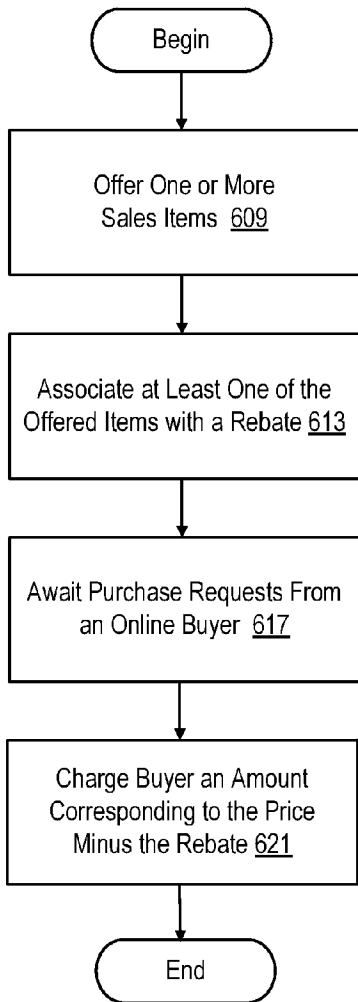 Begin
Offer One or More
Sales Items 609
Associate at Least One of the
Offered Items with a Rebate 613
Await Purchase Requests From
an Online Buyer 617
Charge Buyer an Amount
Corresponding to the Price
Minus the Rebate 621
End